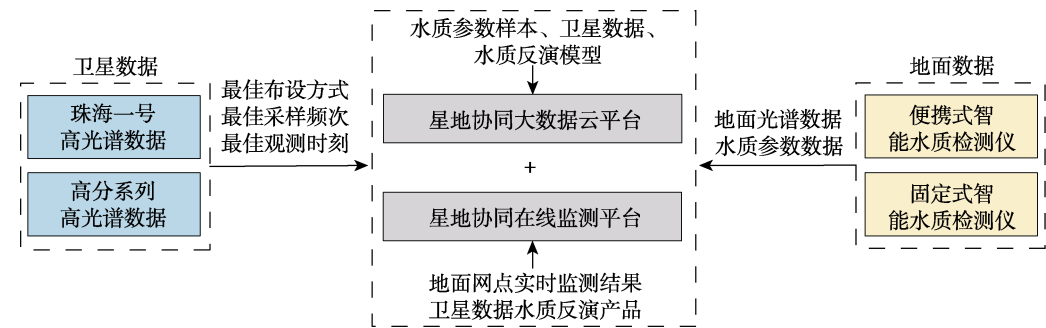 卫星数据
珠海一号
高光谱数据
高分系列
高光谱数据
最佳布设方式
最佳采样频次
最佳观测时刻
水质参数样本、卫星数据、
水质反演模型
星地协同大数据云平台
+
星地协同在线监测平台
地面网点实时监测结果
卫星数据水质反演产品
地面光谱数据
水质参数数据
地面数据
便携式智
能水质检测仪
固定式智
能水质检测仪